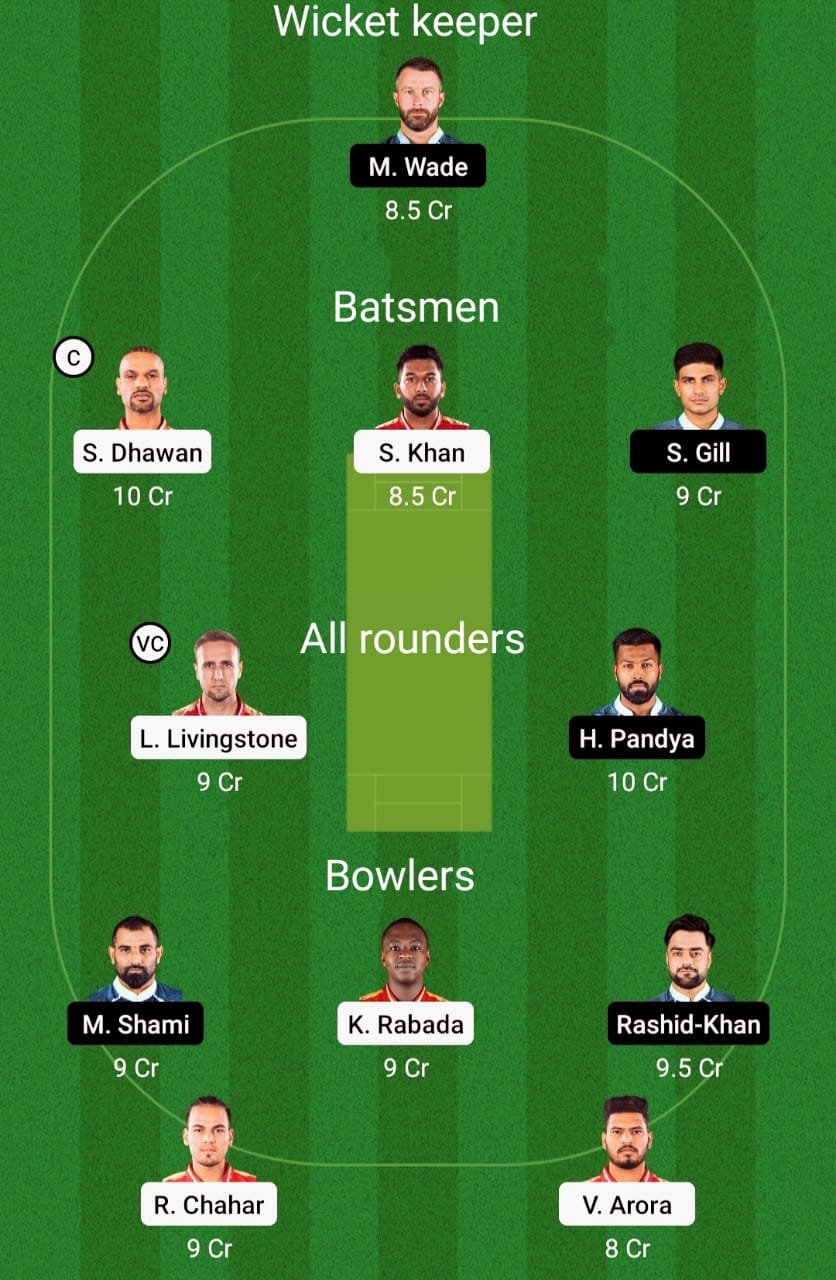 Wicket keeper
M. Wade
8.5 Cr
Batsmen
C
S. Dhawan
S. Khan
S. Gill
10 Cr
8.5 Cr
9 Cr
VC
All rounders
L. Livingstone
H. Pandya
9 Cr
10 Cr
Bowlers
M. Shami
K. Rabada
Rashid-Khan
9 Cr
9 Cr
9.5 Cr
R. Chahar
V. Arora
9 Cr
8 Cr